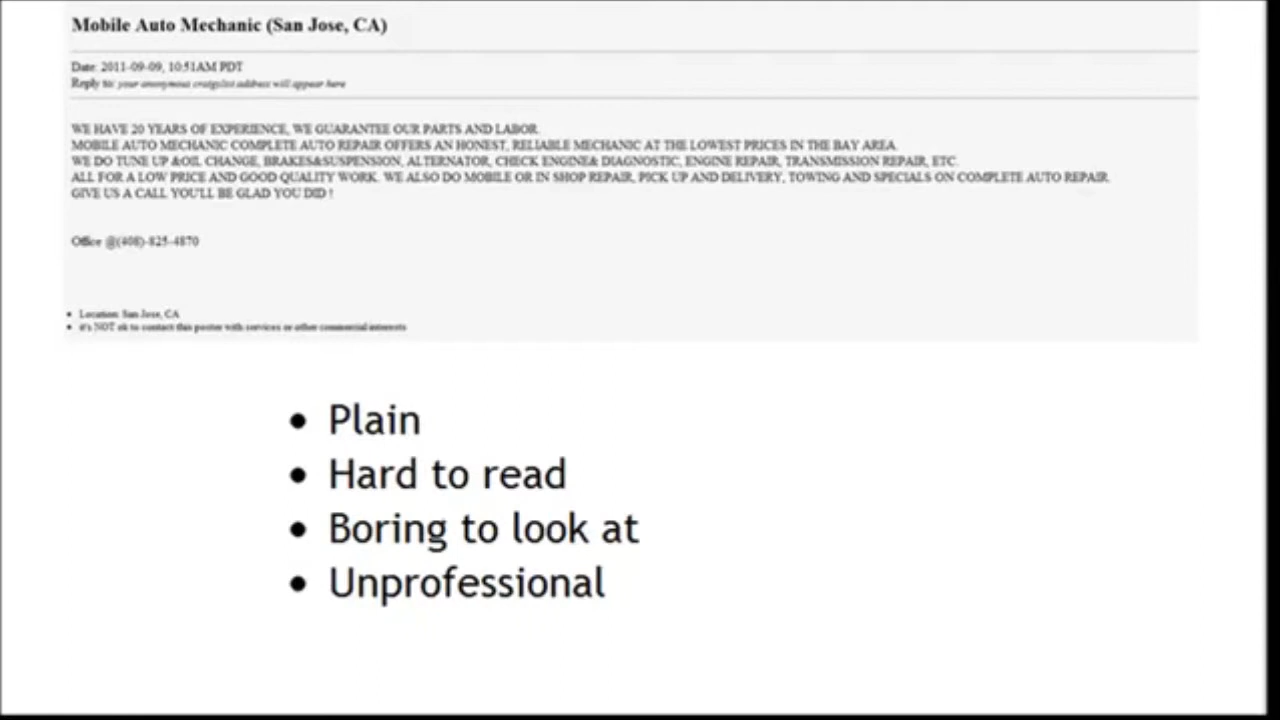 Mobile Auto Mechanic (San Jose, CA)
Date: 2011-09-09, 10:51AM PDT
Reply to: your anonymous craigslist address will appear here
WE HAVE 20 YEARS OF EXPERIENCE, WE GUARANTEE OUR PARTS AND LABOR.
MOBILE AUTO MECHANIC COMPLETE AUTO REPAIR OFFERS AN HONEST, RELIABLE MECHANIC AT THE LOWEST PRICES IN THE BAY AREA.
WE DO TUNE UP &OIL CHANGE, BRAKES&SUSPENSION, ALTERNATOR, CHECK ENGINE& DIAGNOSTIC, ENGINE REPAIR, TRANSMISSION REPAIR, ETC.
ALL FOR A LOW PRICE AND GOOD QUALITY WORK. WE ALSO DO MOBILE OR IN SHOP REPAIR, PICK UP AND DELIVERY, TOWING AND SPECIALS ON COMPLETE AUTO REPAIR.
GIVE US A CALL YOU'LL BE GLAD YOU DID !
Office @(408)-825-4870
• Location: San Jose, CA
• it's NOT ok to contact this poster with services or other commercial interests
• Plain
• Hard to read
• Boring to look at
• Unprofessional